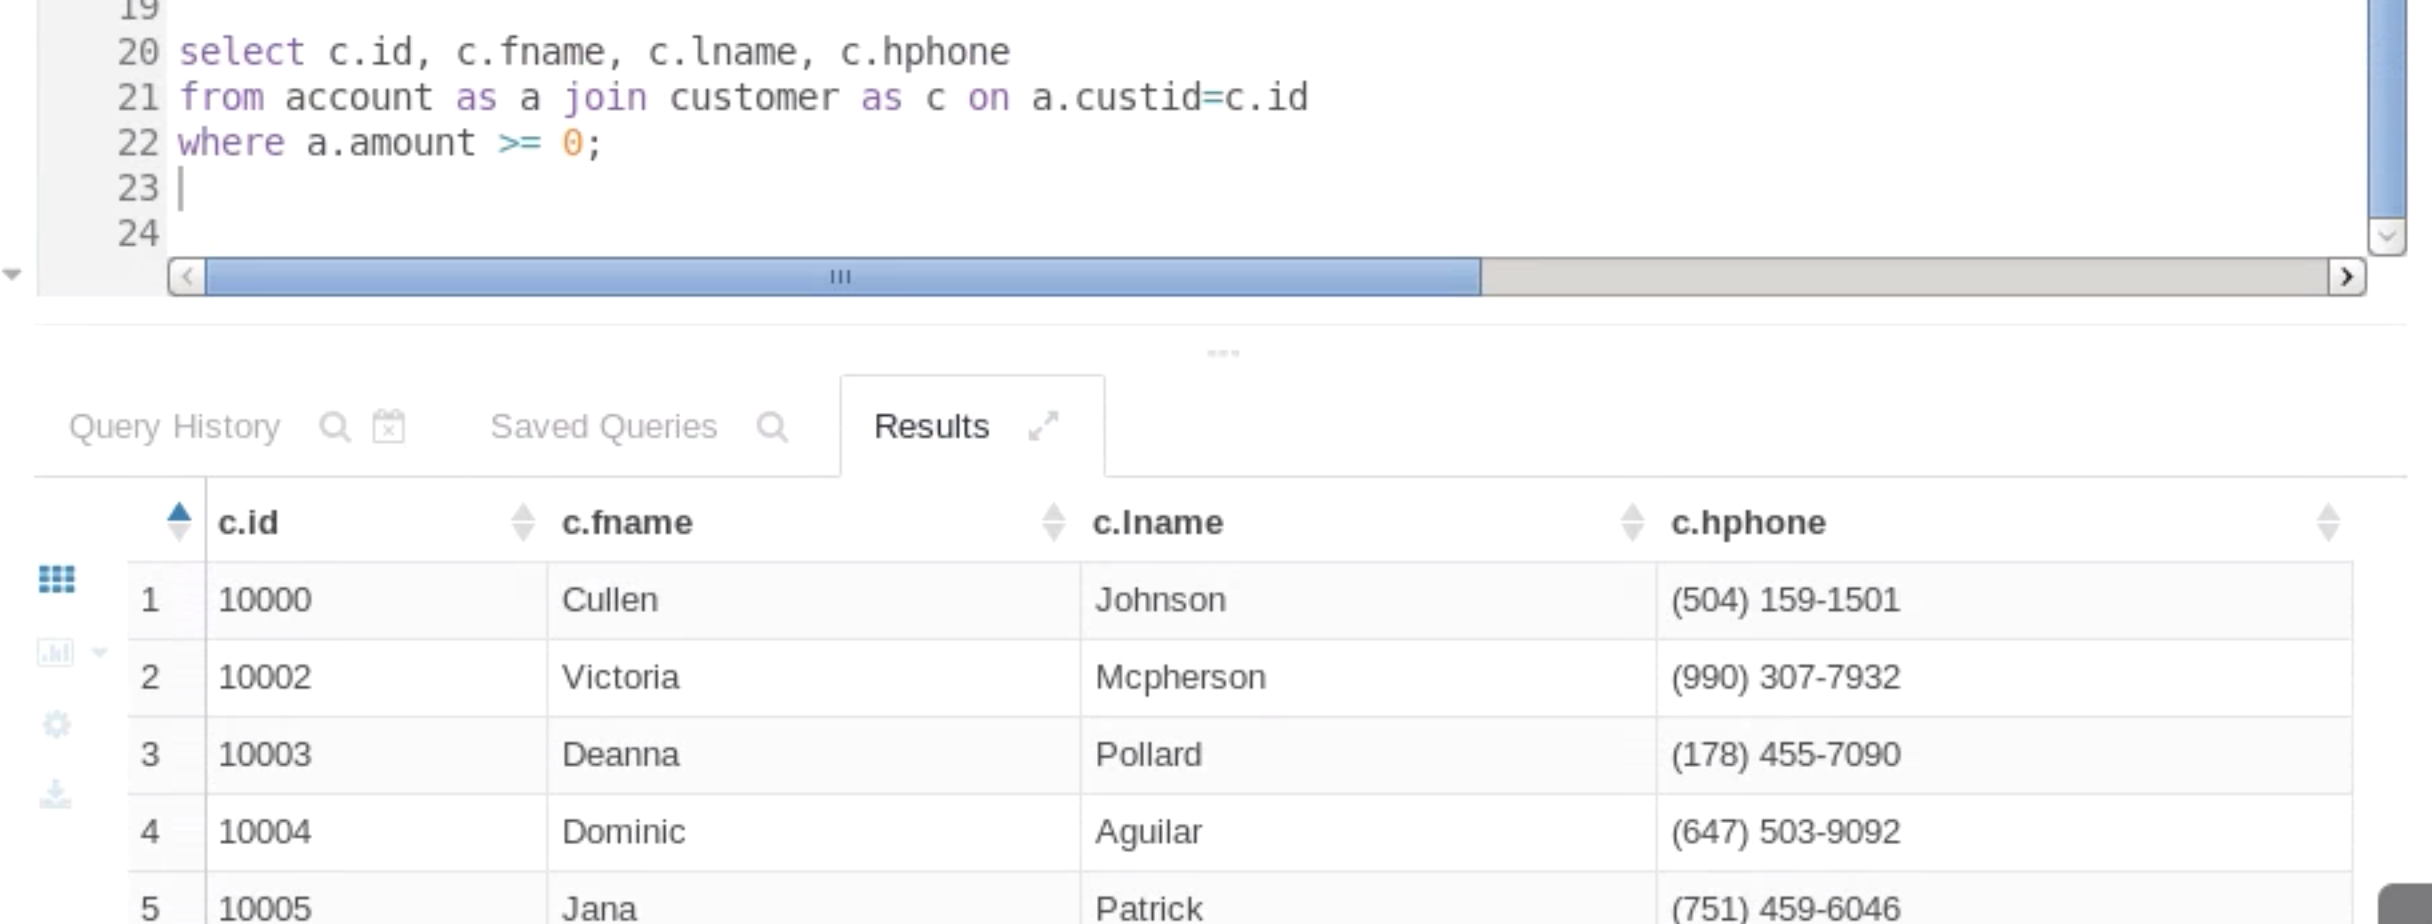 19
20 select c.id, c.fname, c.lname, c.hphone
21 from account as a join customer as c on a.custid=c.id
22 where a.amount >= 0;
23
24
Query History Saved Queries Results
c.id c.fname c.lname c.hphone
1 10000 Cullen Johnson (504) 159-1501
2 10002 Victoria Mcpherson (990) 307-7932
3 10003 Deanna Pollard (178) 455-7090
4 10004 Dominic Aguilar (647) 503-9092
5 10005 Jana Patrick (751) 459-6046